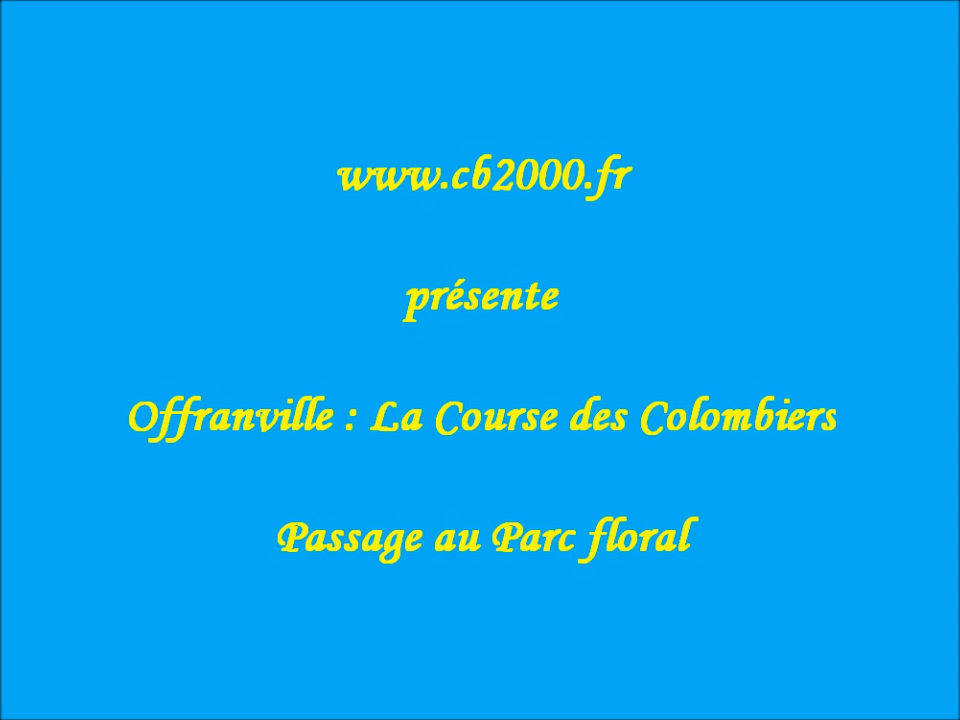 www.cb2000.fr
présente
Offranville : La Course des Colombiers
Passage au Parc floral